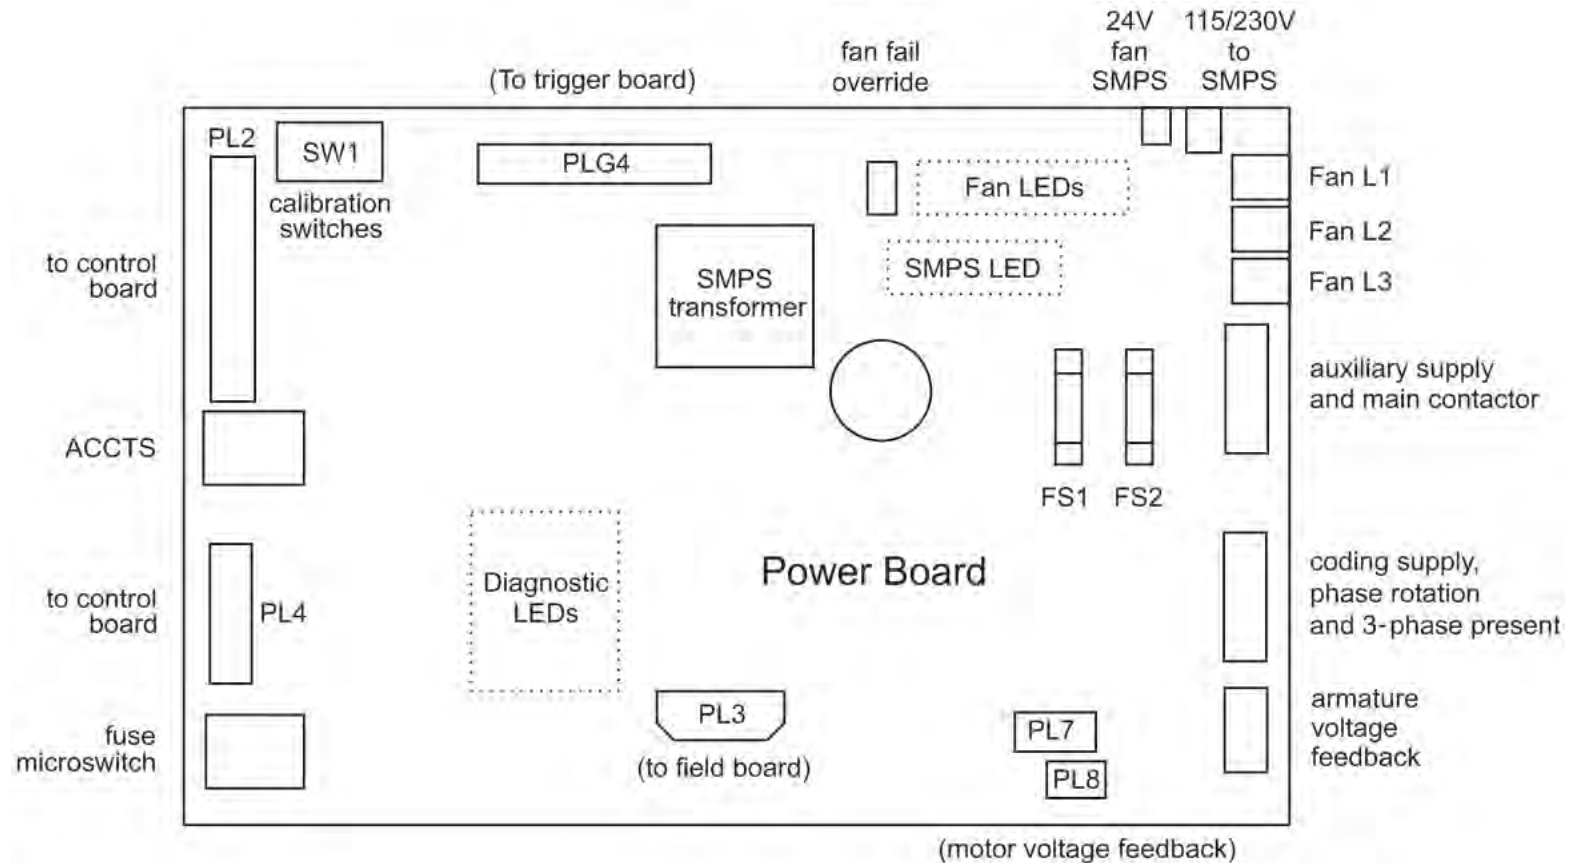 24V
fan
SMPS
115/230V
to
SMPS
fan fail
override
(To trigger board)
PL2
SW1
calibration
switches
PLG4
Fan LEDs
Fan L1
Fan L2
Fan L3
to control
board
SMPS
transformer
SMPS LED
auxiliary supply
and main contactor
ACCTS
FS1
FS2
Diagnostic
LEDs
Power Board
coding supply,
phase rotation
and 3-phase present
to control
board
PL4
fuse
microswitch
PL3
(to field board)
PL7
PL8
armature
voltage
feedback
(motor voltage feedback)